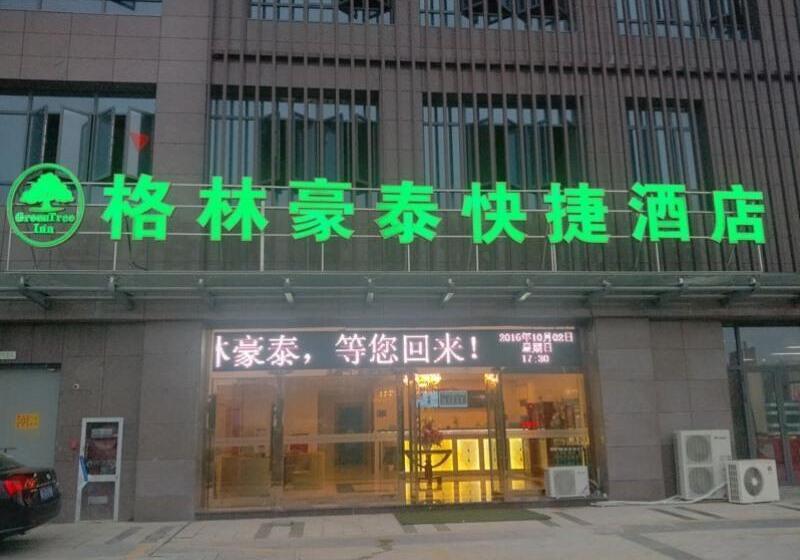 GreenTree
Inn
格林豪泰快捷酒店
林豪泰，等您回来！
2016年10月02日
星期日
17:30